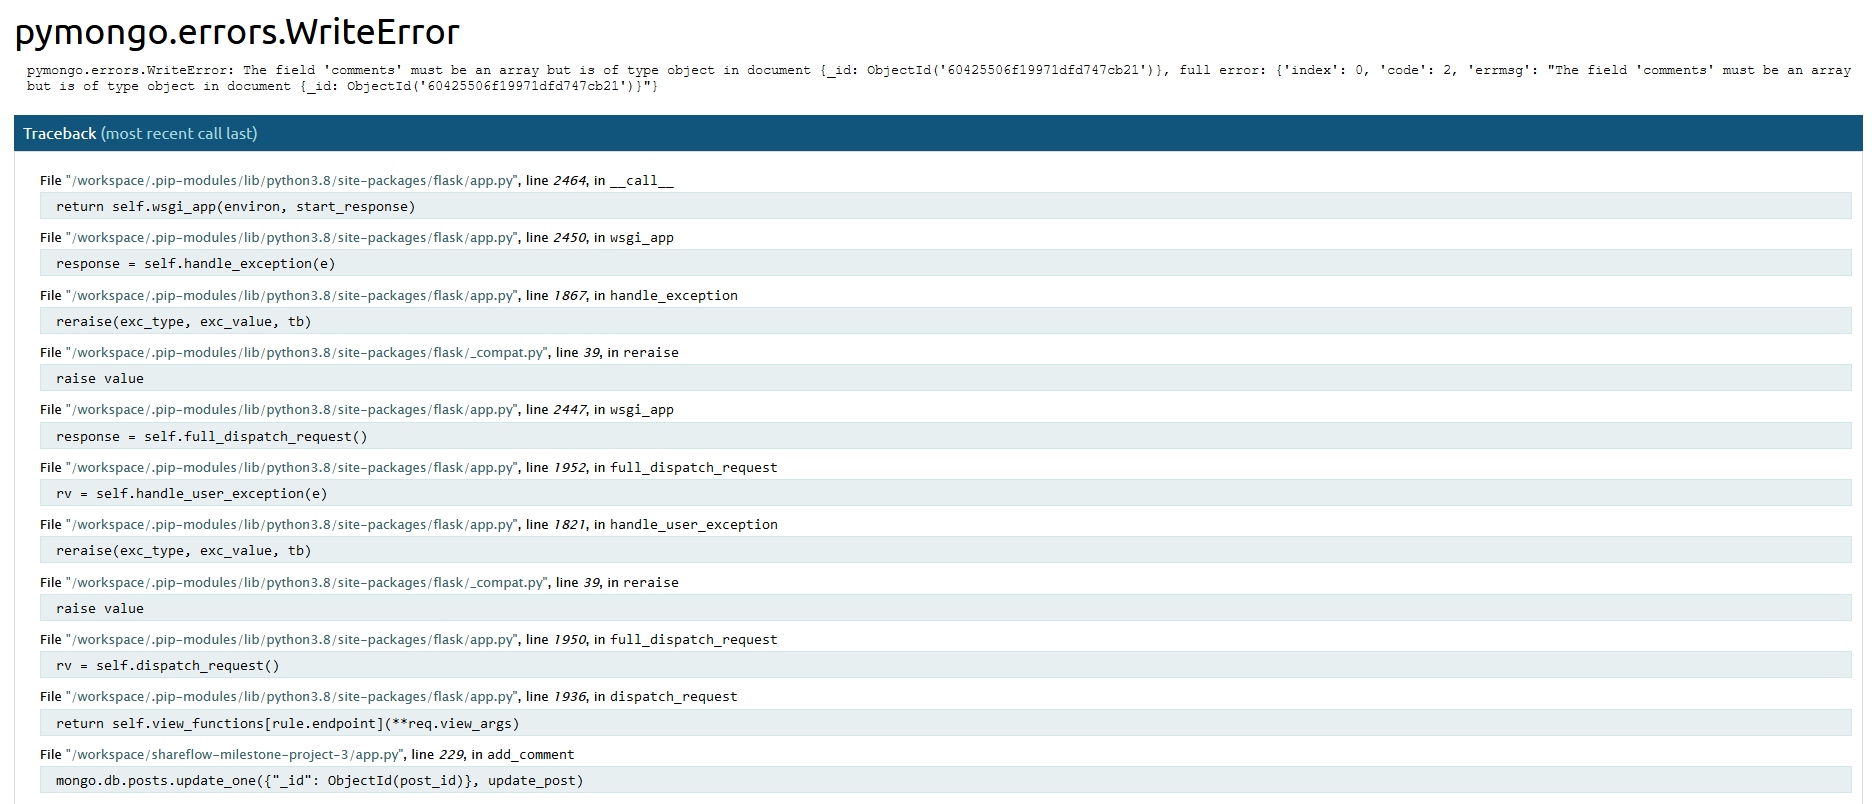 pymongo.errors.WriteError
pymongo.errors.WriteError: The field 'comments' must be an array but is of type object in document {_id: ObjectId('60425506f19971dfd747cb21')}, full error: {'index': 0, 'code': 2, 'errmsg': "The field 'comments' must be an array
but is of type object in document {_id: ObjectId('60425506f19971dfd747cb21')}"}
Traceback (most recent call last)
File "/workspace/.pip-modules/lib/python3.8/site-packages/flask/app.py", line 2464, in __call__
return self.wsgi_app(environ, start_response)
File "/workspace/.pip-modules/lib/python3.8/site-packages/flask/app.py", line 2450, in wsgi_app
response = self.handle_exception(e)
File "/workspace/.pip-modules/lib/python3.8/site-packages/flask/app.py", line 1867, in handle_exception
reraise(exc_type, exc_value, tb)
File "/workspace/.pip-modules/lib/python3.8/site-packages/flask/_compat.py", line 39, in reraise
raise value
File "/workspace/.pip-modules/lib/python3.8/site-packages/flask/app.py", line 2447, in wsgi_app
response = self.full_dispatch_request()
File "/workspace/.pip-modules/lib/python3.8/site-packages/flask/app.py", line 1952, in full_dispatch_request
rv = self.handle_user_exception(e)
File "/workspace/.pip-modules/lib/python3.8/site-packages/flask/app.py", line 1821, in handle_user_exception
reraise(exc_type, exc_value, tb)
File "/workspace/.pip-modules/lib/python3.8/site-packages/flask/_compat.py", line 39, in reraise
raise value
File "/workspace/.pip-modules/lib/python3.8/site-packages/flask/app.py", line 1950, in full_dispatch_request
rv = self.dispatch_request()
File "/workspace/.pip-modules/lib/python3.8/site-packages/flask/app.py", line 1936, in dispatch_request
return self.view_functions[rule.endpoint](**req.view_args)
File "/workspace/shareflow-milestone-project-3/app.py", line 229, in add_comment
mongo.db.posts.update_one({"_id": ObjectId(post_id)}, update_post)